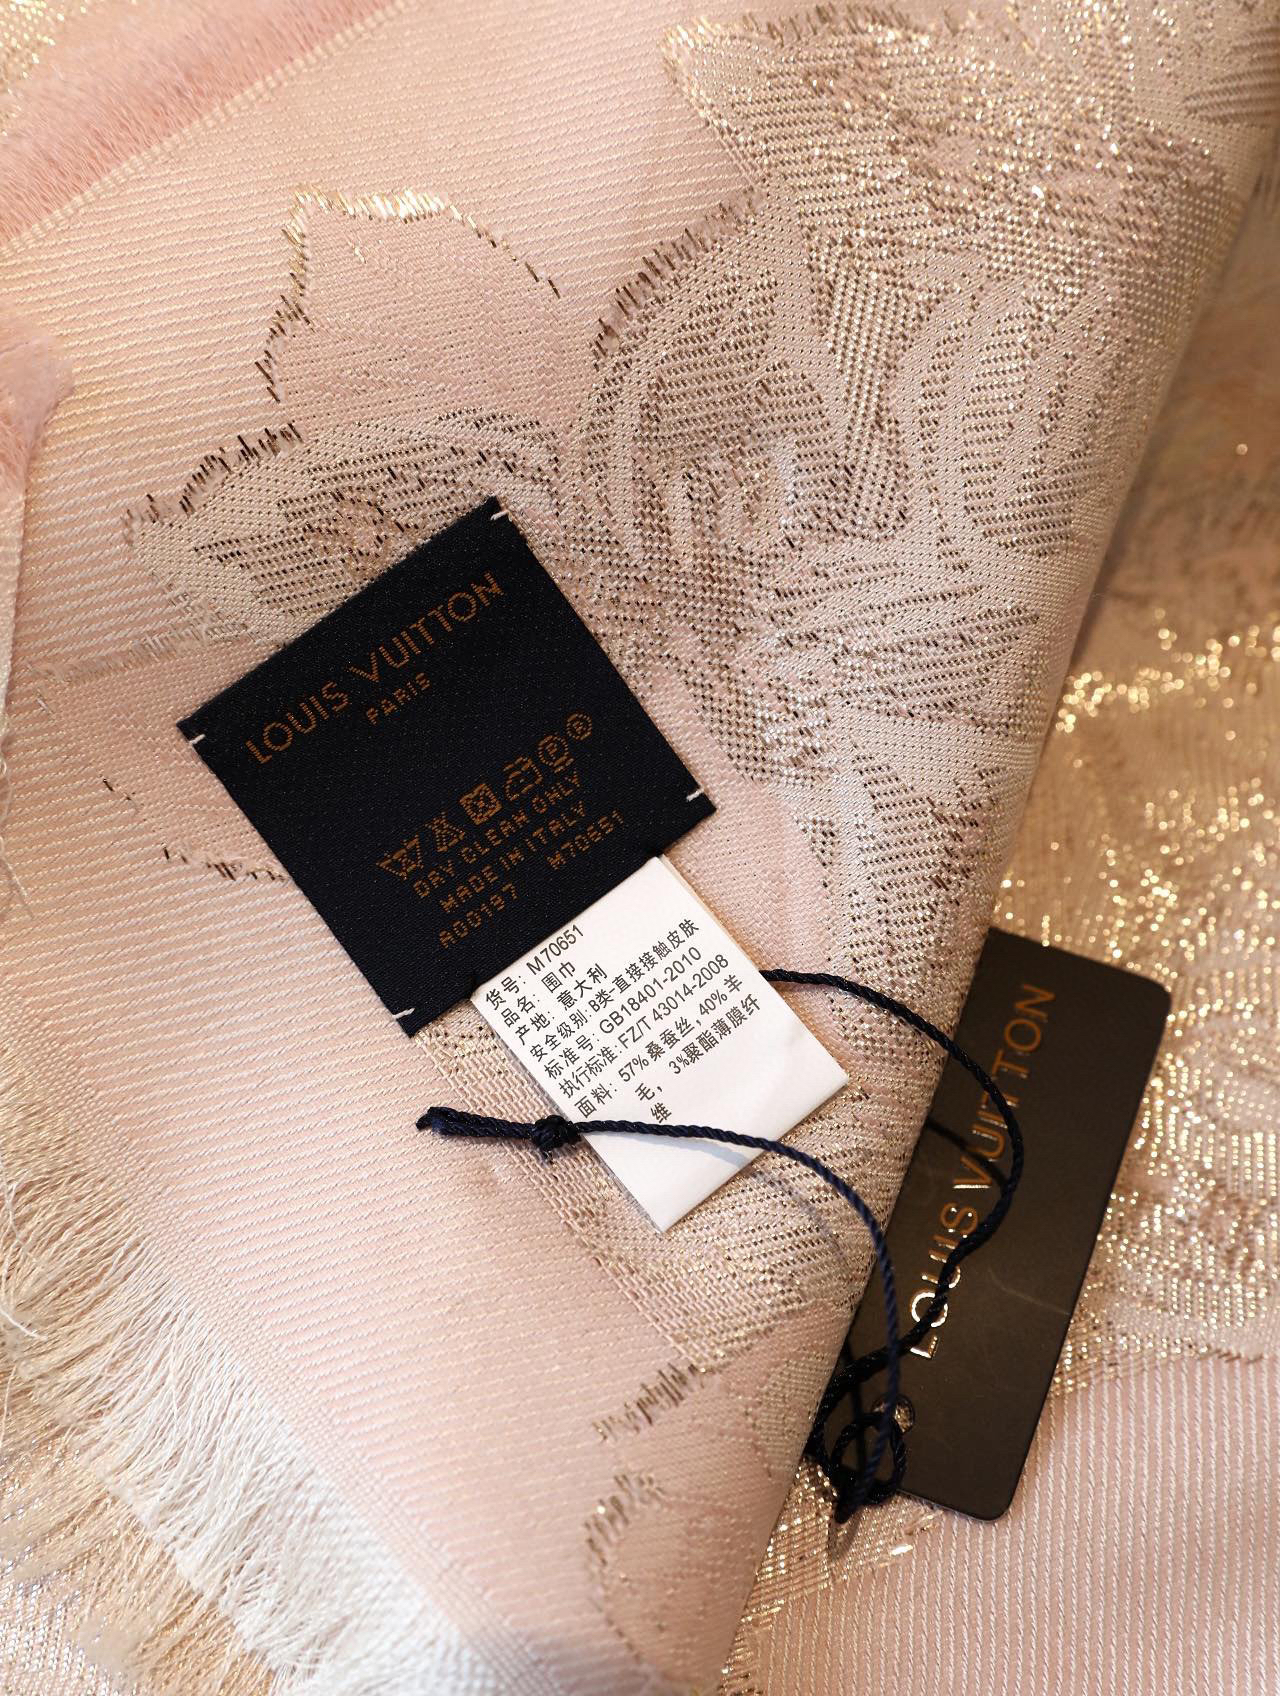 LOUIS VUITTON
PARIS
DRY CLEAN ONLY
MADE IN ITALY
A00197 M70651
货号: M70651
品名: 围巾
产地: 意大利
安全级别: B类-直接接触皮肤
标准号: GB18401-2010
执行标准: FZ/T 43014-2008
面料: 57%桑蚕丝, 40%羊
毛, 3%聚酯薄膜纤
维
LOUIS VUITTON